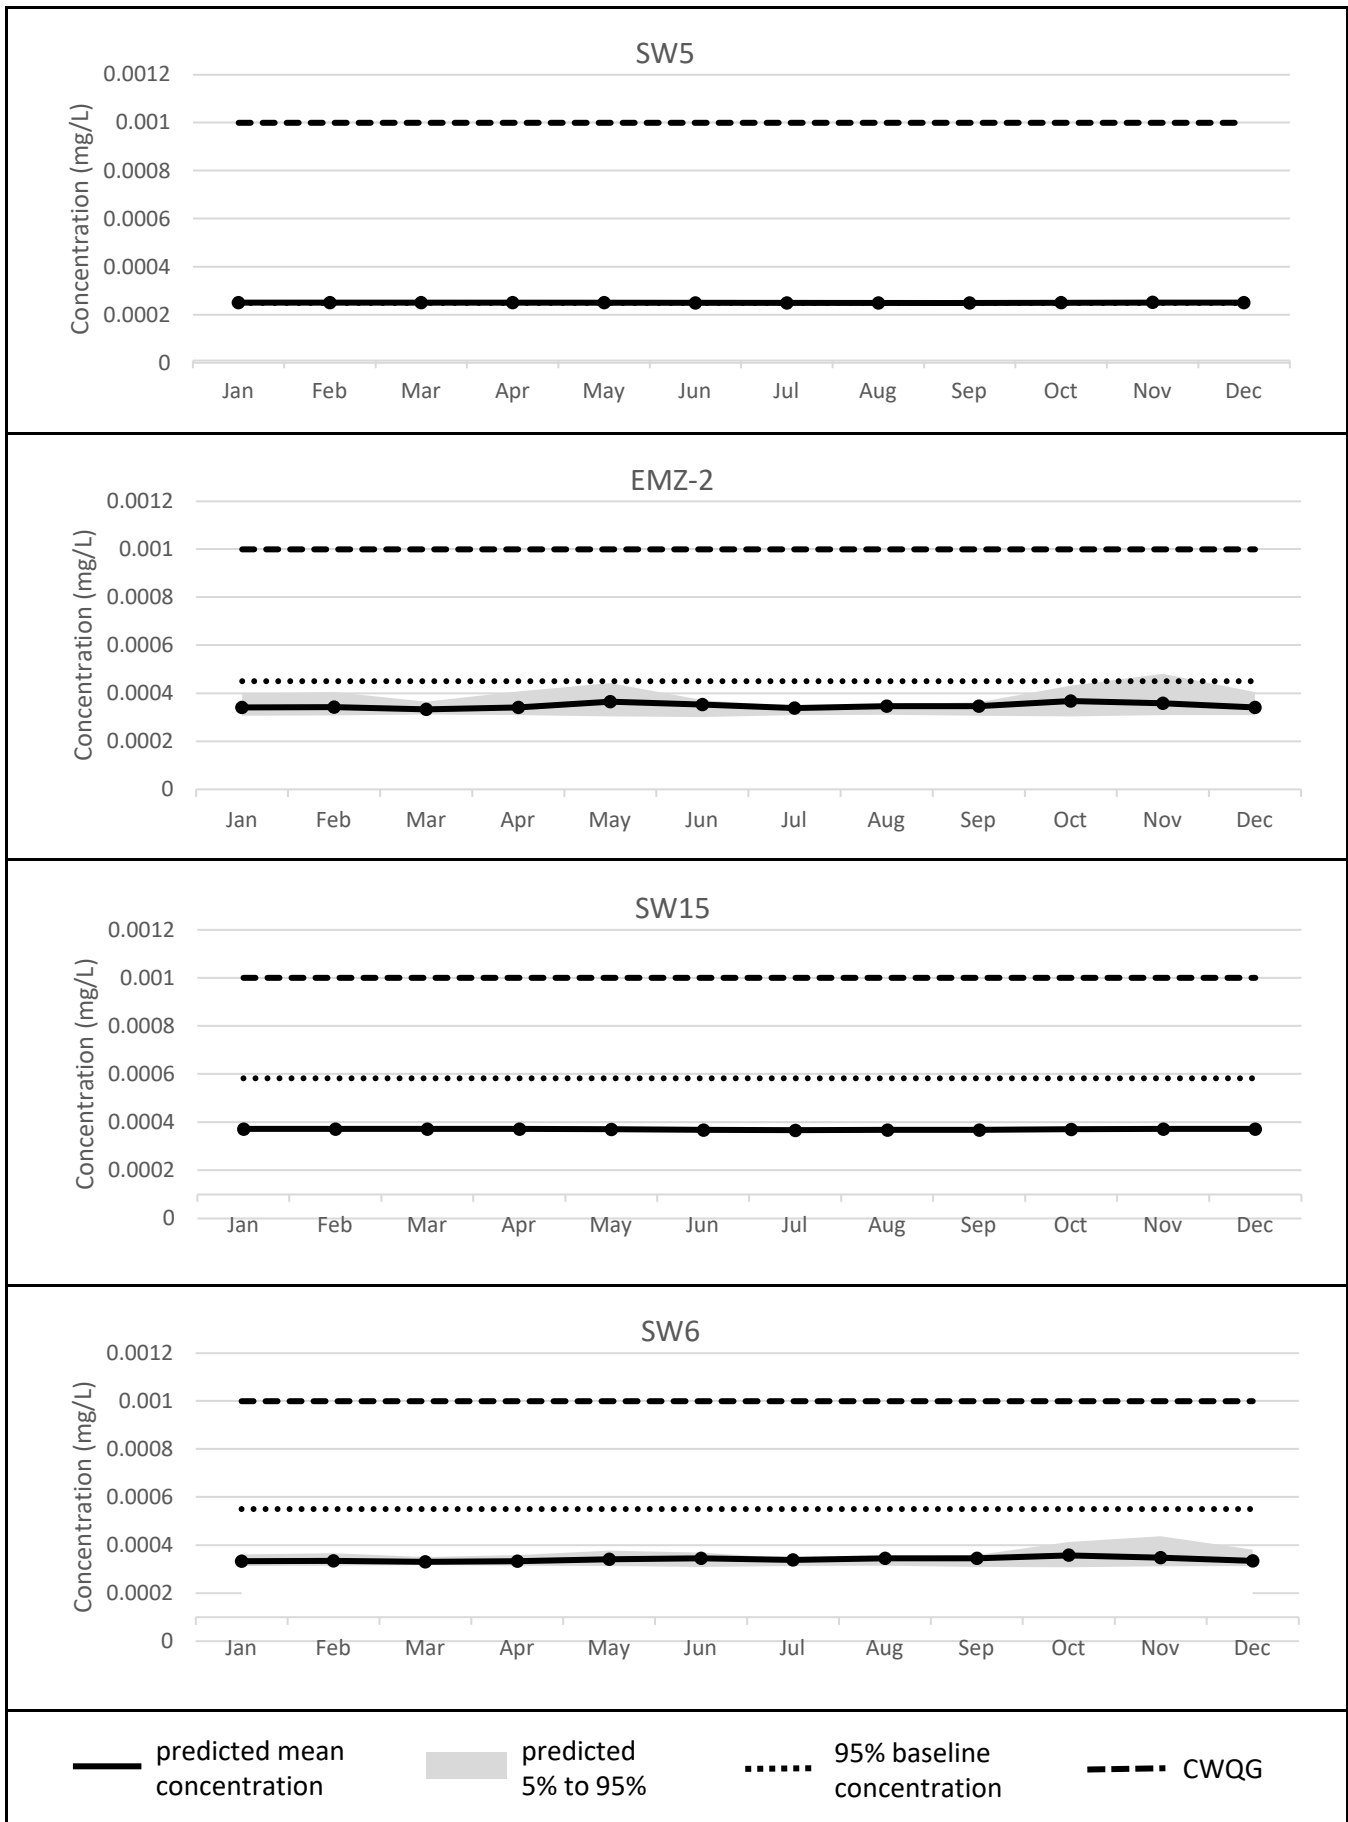 SW5
Concentration (mg/L)
0.0012
0.001
0.0008
0.0006
0.0004
0.0002
0
Jan Feb Mar Apr May Jun Jul Aug Sep Oct Nov Dec
EMZ-2
Concentration (mg/L)
0.0012
0.001
0.0008
0.0006
0.0004
0.0002
0
Jan Feb Mar Apr May Jun Jul Aug Sep Oct Nov Dec
SW15
Concentration (mg/L)
0.0012
0.001
0.0008
0.0006
0.0004
0.0002
0
Jan Feb Mar Apr May Jun Jul Aug Sep Oct Nov Dec
SW6
Concentration (mg/L)
0.0012
0.001
0.0008
0.0006
0.0004
0.0002
0
Jan Feb Mar Apr May Jun Jul Aug Sep Oct Nov Dec
predicted mean
concentration
predicted
5% to 95%
95% baseline
concentration
CWQG